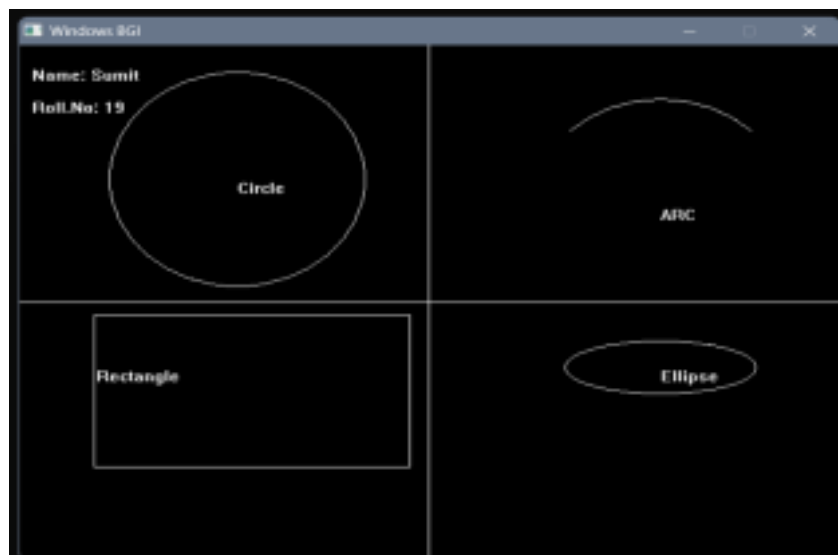 Windows BGI
Name: Sumit
Roll.No: 19
Circle
ARC
Rectangle
Ellipse